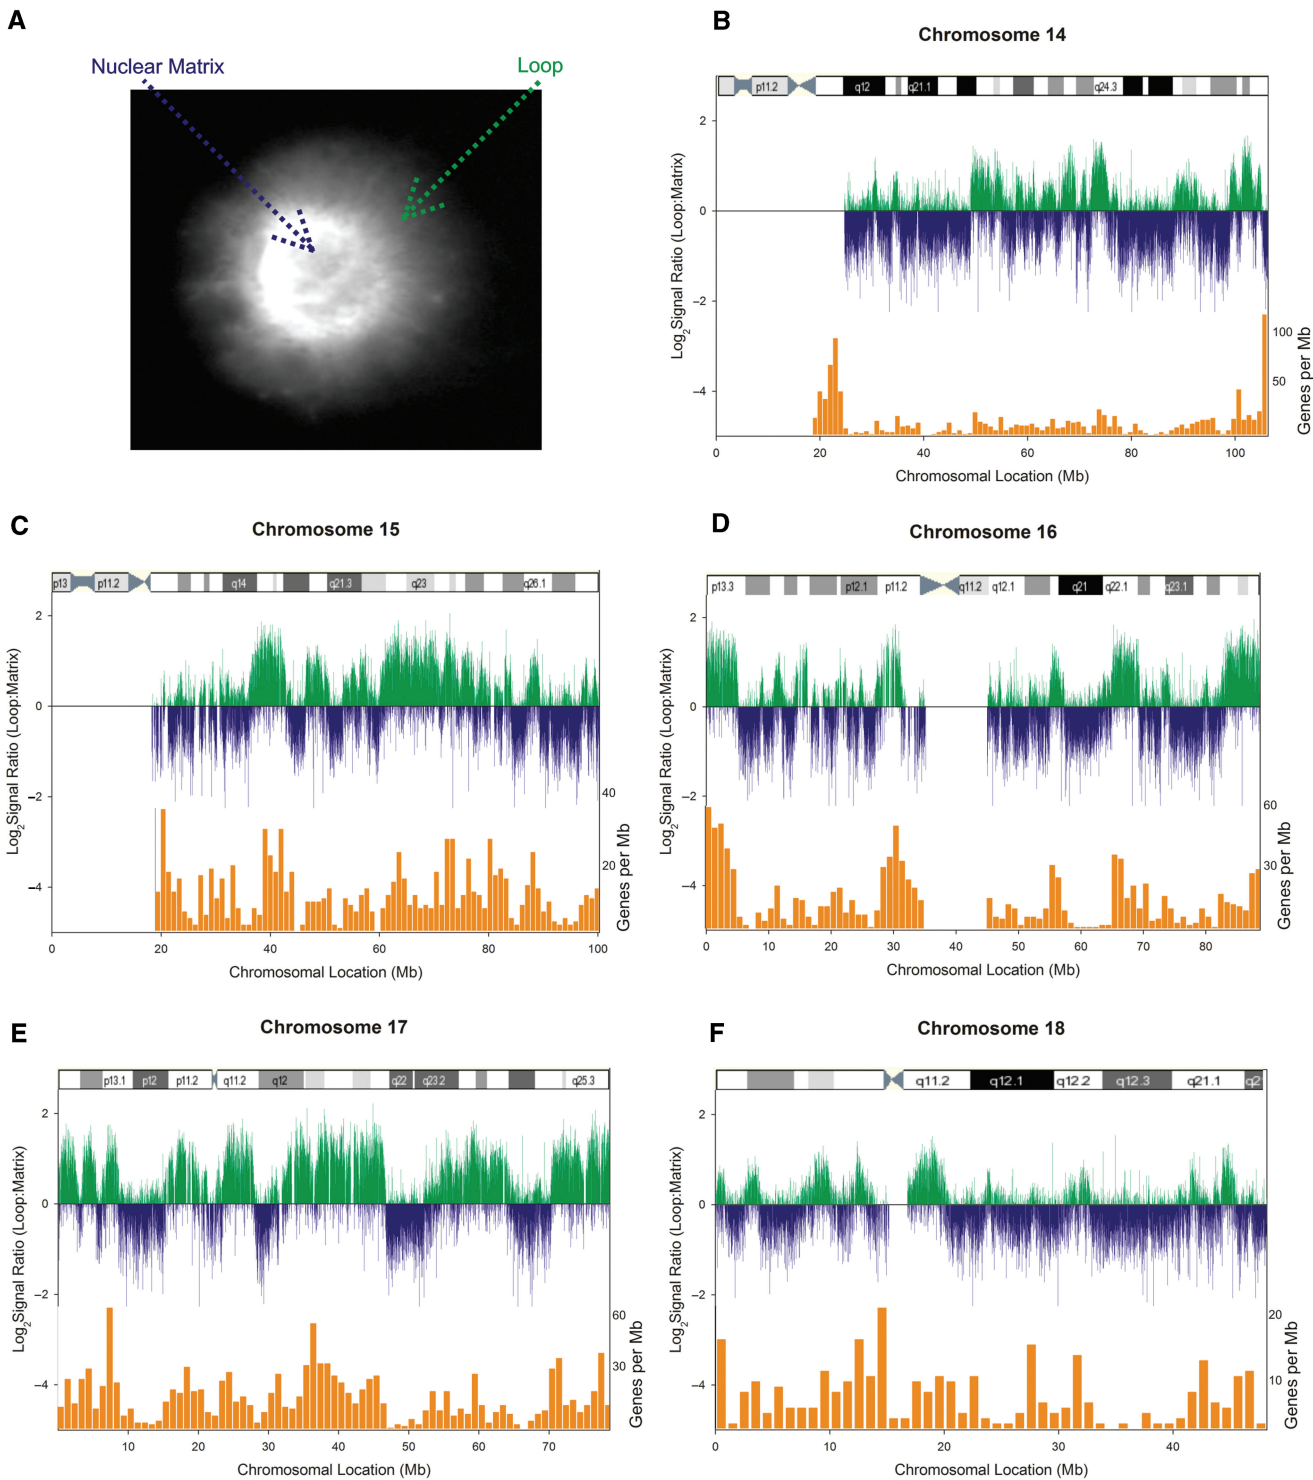 A
Nuclear Matrix
Loop
B
Chromosome 14
p11.2
q12
q21.1
q24.3
Log2Signal Ratio (Loop:Matrix)
2
0
−2
−4
100
50
Genes per Mb
0 20 40 60 80 100
Chromosomal Location (Mb)
C
Chromosome 15
p13 p11.2 q14 q21.3 q23 q26.1
Log2Signal Ratio (Loop:Matrix)
2
0
−2
−4
40
20
Genes per Mb
0 20 40 60 80 100
Chromosomal Location (Mb)
D
Chromosome 16
p13.3 p12.1 p11.2 q11.2 q12.1 q21 q22.1 q23.1
Log2Signal Ratio (Loop:Matrix)
2
0
−2
−4
60
30
Genes per Mb
0 10 20 30 40 50 60 70 80
Chromosomal Location (Mb)
E
Chromosome 17
p13.1 p12 p11.2 q11.2 q12 q22 q23.2 q25.3
Log2Signal Ratio (Loop:Matrix)
2
0
−2
−4
60
30
Genes per Mb
10 20 30 40 50 60 70
Chromosomal Location (Mb)
F
Chromosome 18
q11.2 q12.1 q12.2 q12.3 q21.1 q2
Log2Signal Ratio (Loop:Matrix)
2
0
−2
−4
20
10
Genes per Mb
0 10 20 30 40
Chromosomal Location (Mb)